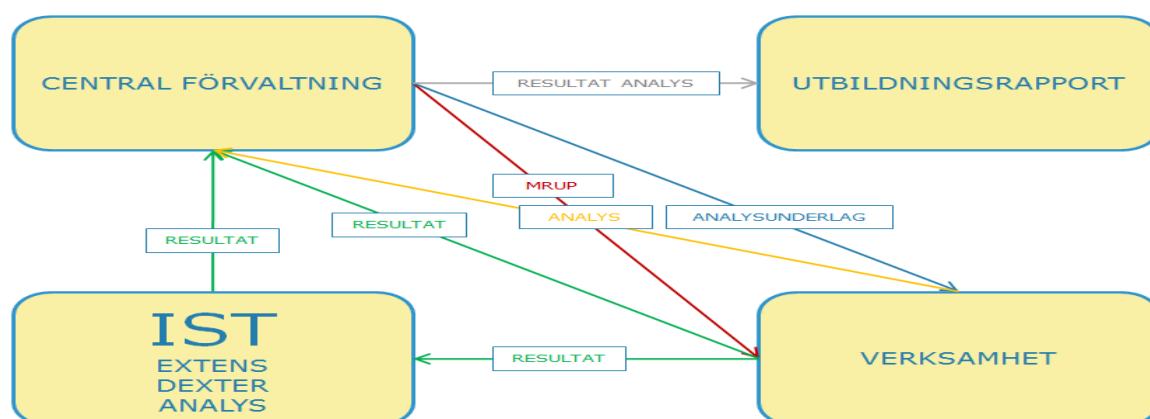 CENTRAL FÖRVALTNING
RESULTAT ANALYS
UTBILDNINGSRAPPORT
MRUP
RESULTAT
ANALYS
ANALYSUNDERLAG
RESULTAT
IST
EXTENS
DEXTER
ANALYS
RESULTAT
VERKSAMHET